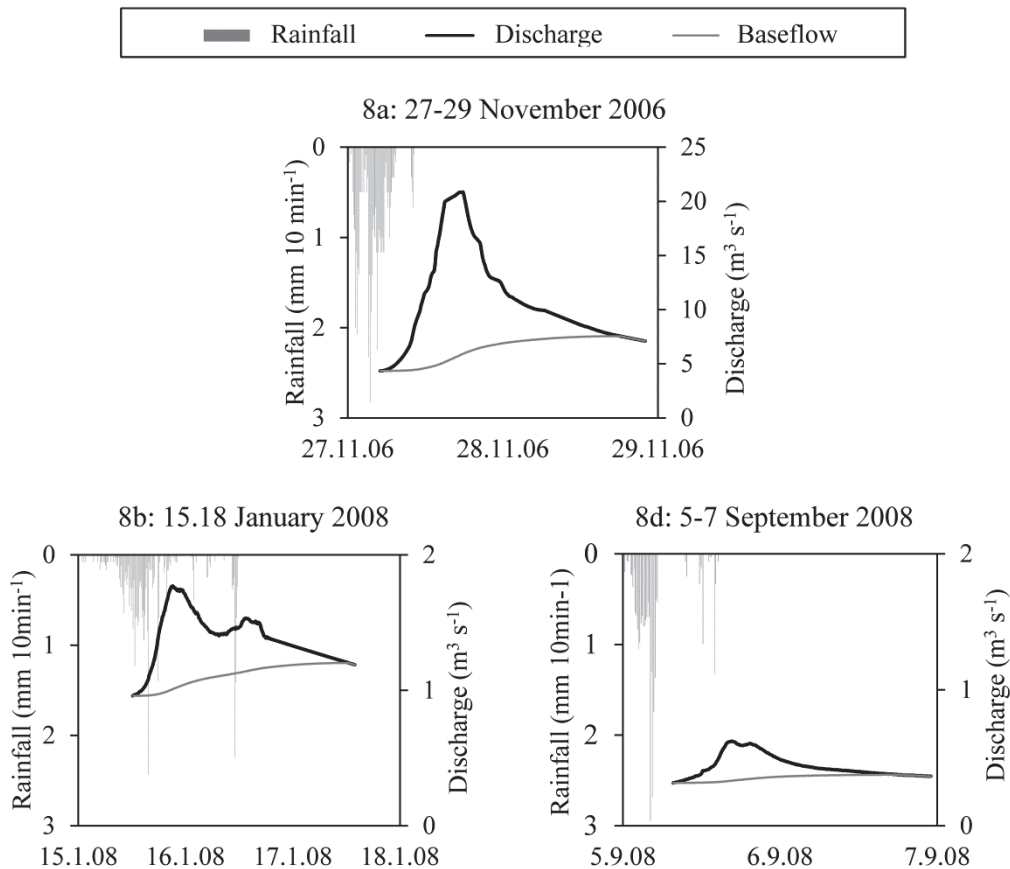 Rainfall Discharge Baseflow
8a: 27-29 November 2006
Rainfall (mm 10 min-1)
0
1
2
3
25
20
15
10
5
0
Discharge (m3 s-1)
27.11.06 28.11.06 29.11.06
8b: 15.18 January 2008
Rainfall (mm 10min-1)
0
1
2
3
2
1
0
Discharge (m3 s-1)
15.1.08 16.1.08 17.1.08 18.1.08
8d: 5-7 September 2008
Rainfall (mm 10min-1)
0
1
2
3
2
1
0
Discharge (m3 s-1)
5.9.08 6.9.08 7.9.08